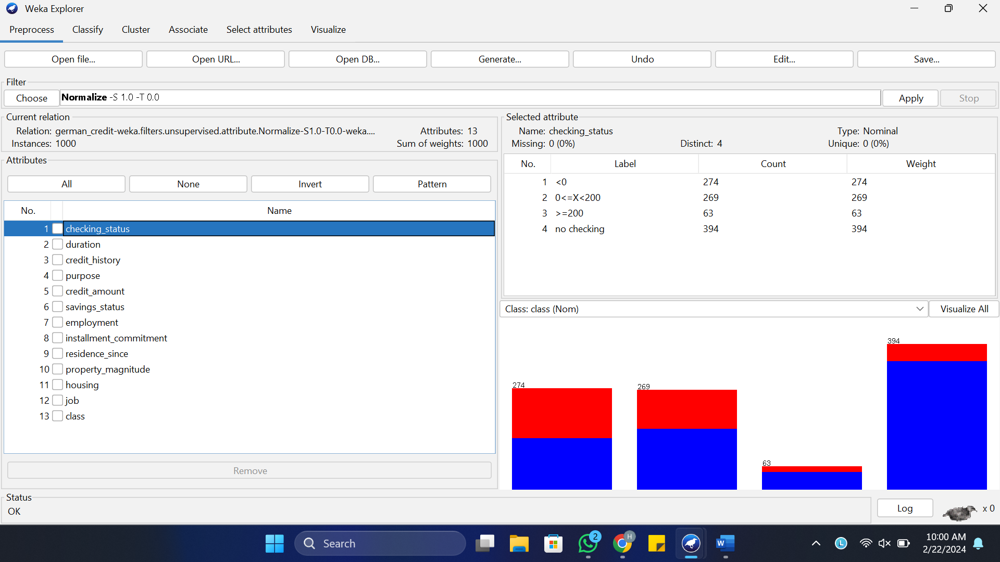 Weka Explorer
Preprocess Classify Cluster Associate Select attributes Visualize
Open file... Open URL... Open DB... Generate... Undo Edit... Save...
Filter
Choose Normalize -S 1.0 -T 0.0 Apply Stop
Current relation
Relation: german_credit-weka.filters.unsupervised.attribute.Normalize-S1.0-T0.0-weka.... Attributes: 13
Instances: 1000 Sum of weights: 1000
Attributes
All None Invert Pattern
No. Name
1 checking_status
2 duration
3 credit_history
4 purpose
5 credit_amount
6 savings_status
7 employment
8 installment_commitment
9 residence_since
10 property_magnitude
11 housing
12 job
13 class
Remove
Selected attribute
Name: checking_status Type: Nominal
Missing: 0 (0%) Distinct: 4 Unique: 0 (0%)
No. Label Count Weight
1 <0 274 274
2 0<=X<200 269 269
3 >=200 63 63
4 no checking 394 394
Class: class (Nom) Visualize All
274
269
63
394
Status
OK
Log x 0
Search 2 H W L 10:00 AM
2/22/2024